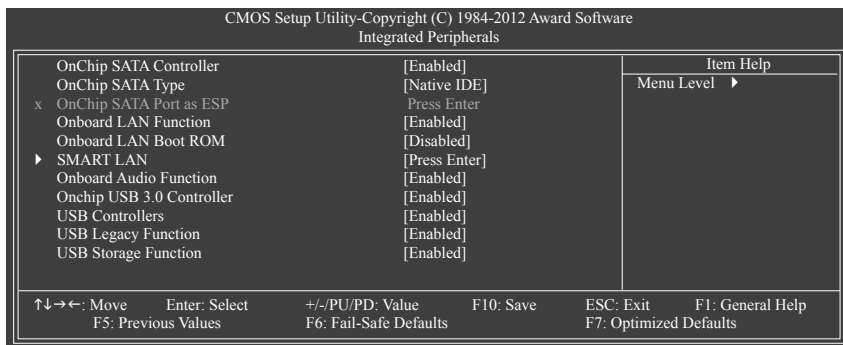 CMOS Setup Utility-Copyright (C) 1984-2012 Award Software
Integrated Peripherals
OnChip SATA Controller [Enabled]
OnChip SATA Type [Native IDE]
x OnChip SATA Port as ESP Press Enter
Onboard LAN Function [Enabled]
Onboard LAN Boot ROM [Disabled]
SMART LAN [Press Enter]
Onboard Audio Function [Enabled]
Onchip USB 3.0 Controller [Enabled]
USB Controllers [Enabled]
USB Legacy Function [Enabled]
USB Storage Function [Enabled]
Item Help
Menu Level
↑↓→←: Move Enter: Select +/-/PU/PD: Value F10: Save ESC: Exit F1: General Help
F5: Previous Values F6: Fail-Safe Defaults F7: Optimized Defaults